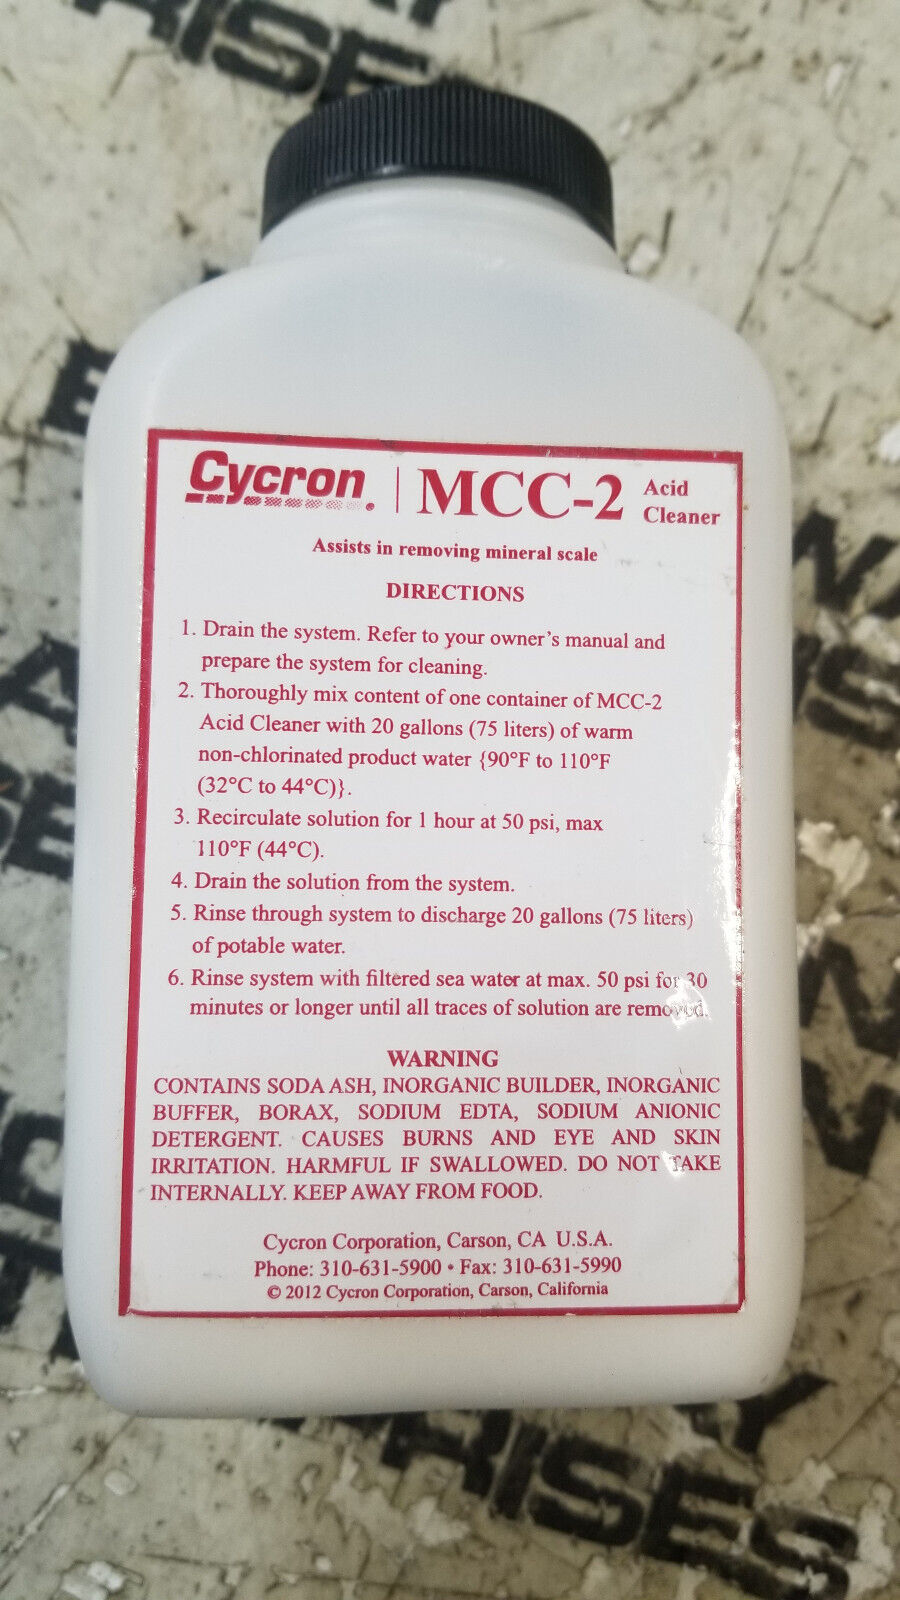 RISE
Cycron | MCC-2 Acid
Cleaner
Assists in removing mineral scale
DIRECTIONS
1. Drain the system. Refer to your owner's manual and
prepare the system for cleaning.
2. Thoroughly mix content of one container of MCC-2
Acid Cleaner with 20 gallons (75 liters) of warm
non-chlorinated product water {90°F to 110°F
(32°C to 44°C)}.
3. Recirculate solution for 1 hour at 50 psi, max
110°F (44°C).
4. Drain the solution from the system.
5. Rinse through system to discharge 20 gallons (75 liters)
of potable water.
6. Rinse system with filtered sea water at max. 50 psi for 30
minutes or longer until all traces of solution are removed.
WARNING
CONTAINS SODA ASH, INORGANIC BUILDER, INORGANIC
BUFFER, BORAX, SODIUM EDTA, SODIUM ANIONIC
DETERGENT. CAUSES BURNS AND EYE AND SKIN
IRRITATION. HARMFUL IF SWALLOWED. DO NOT TAKE
INTERNALLY. KEEP AWAY FROM FOOD.
Cycron Corporation, Carson, CA U.S.A.
Phone: 310-631-5900 • Fax: 310-631-5990
© 2012 Cycron Corporation, Carson, California
RISES